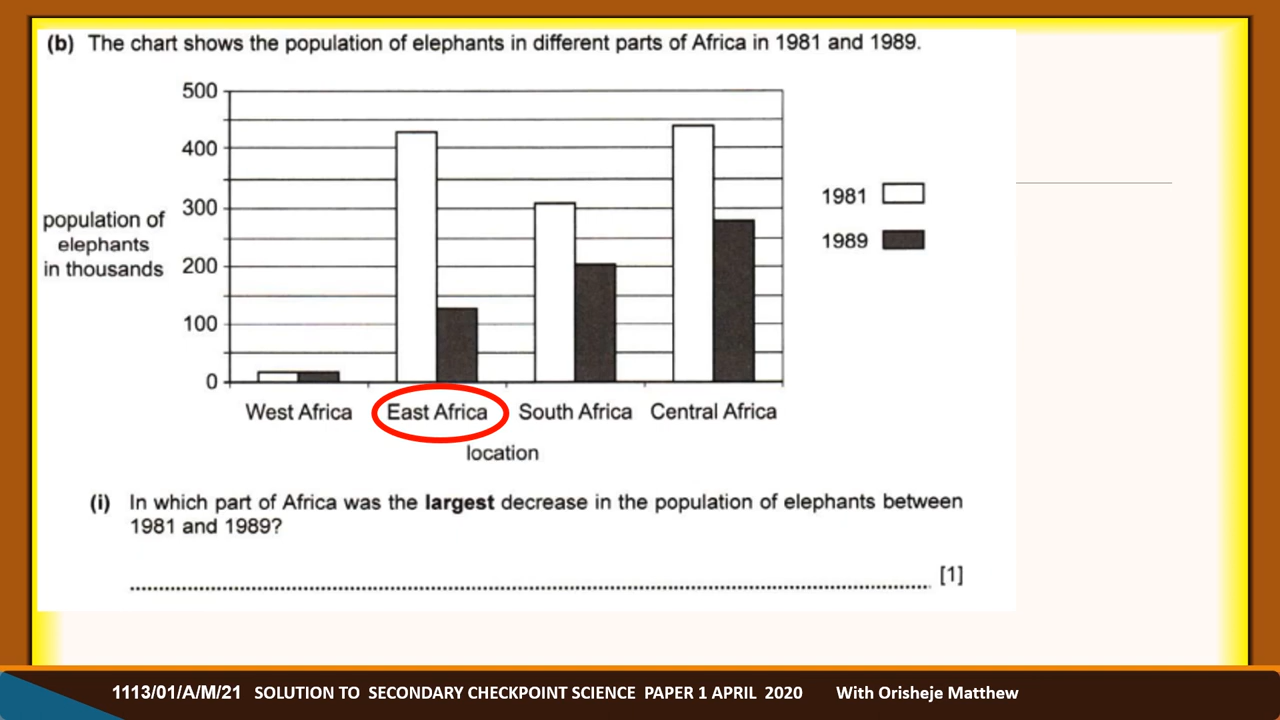 (b) The chart shows the population of elephants in different parts of Africa in 1981 and 1989.
500
400
300
200
100
0
population of
elephants
in thousands
1981
1989
West Africa East Africa South Africa Central Africa
location
(i) In which part of Africa was the largest decrease in the population of elephants between
1981 and 1989?
[1]
1113/01/A/M/21 SOLUTION TO SECONDARY CHECKPOINT SCIENCE PAPER 1 APRIL 2020 With Orisheje Matthew